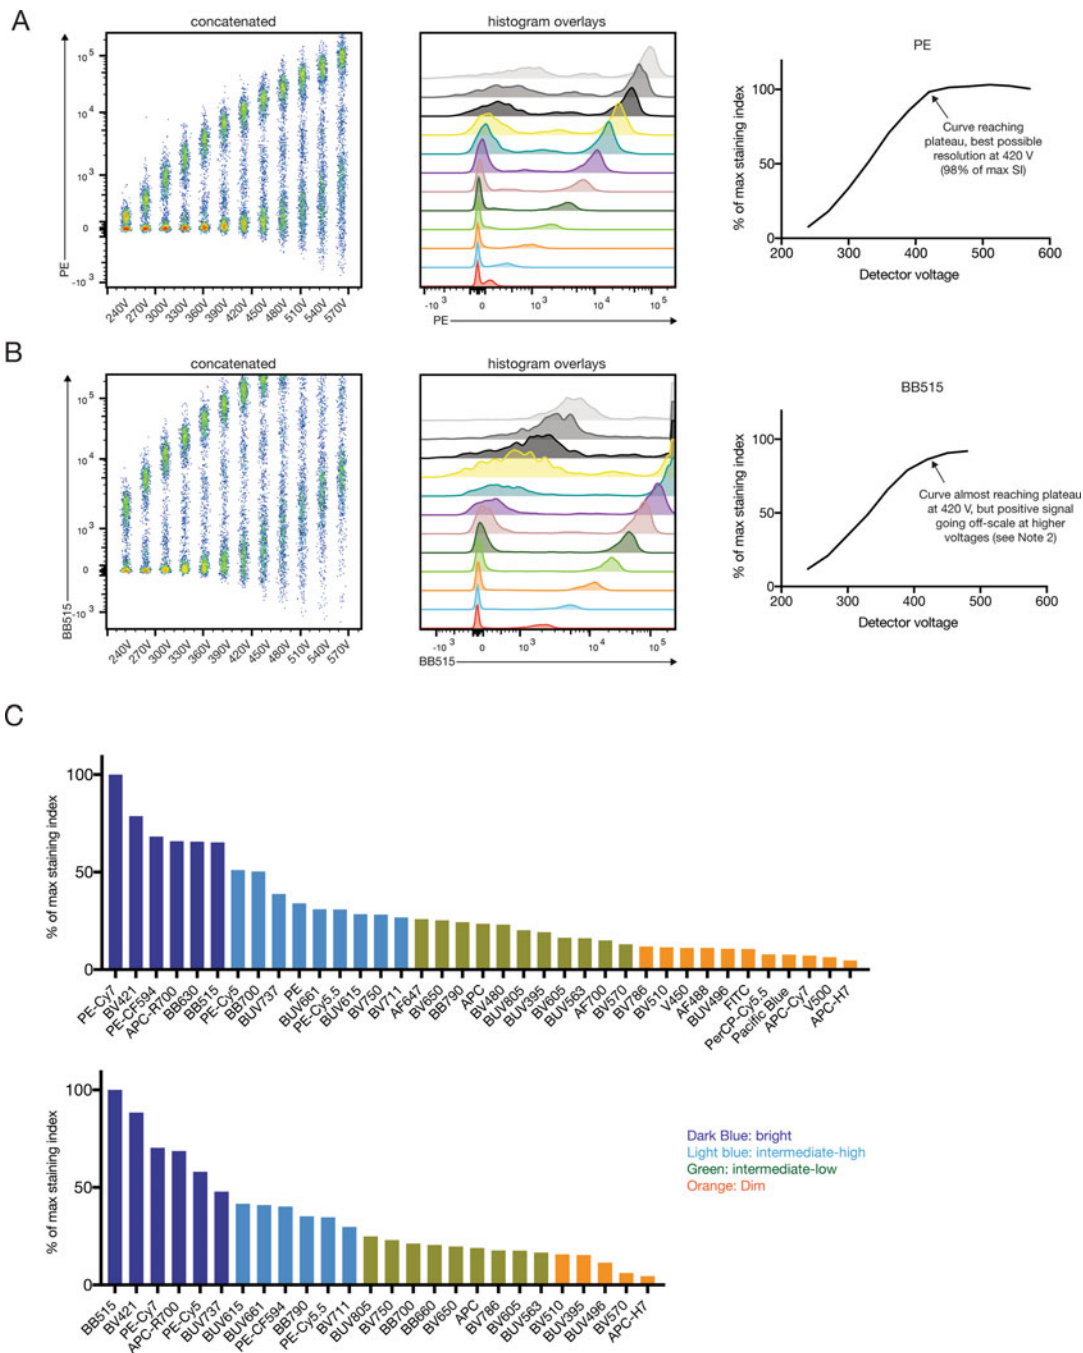 A
concatenated
histogram overlays
PE
10^5
10^4
10^3
0
-10^3
PE
240V
270V
300V
330V
360V
390V
420V
450V
480V
510V
540V
570V
-10^3
0
10^3
10^4
10^5
PE
% of max staining index
100
50
0
200
300
400
500
600
Detector voltage
Curve reaching
plateau, best possible
resolution at 420 V
(98% of max SI)
B
concatenated
histogram overlays
BB515
10^5
10^4
10^3
0
-10^3
BB515
240V
270V
300V
330V
360V
390V
420V
450V
480V
510V
540V
570V
-10^3
0
10^3
10^4
10^5
BB515
% of max staining index
100
50
0
200
300
400
500
600
Detector voltage
Curve almost reaching plateau
at 420 V, but positive signal
going off-scale at higher
voltages (see Note 2)
C
% of max staining index
100
50
0
PE-Cy7
BV421
PE-CF594
APC-R700
BB630
BB515
PE-Cy5
BB700
BUV737
PE
BUV661
PE-Cy5.5
BUV615
BV750
BV711
AF647
BV650
BB790
APC
BV480
BUV805
BUV395
BV605
BUV563
AF700
BV570
BV786
BV510
V450
AF488
BUV496
FITC
PerCP-Cy5.5
Pacific Blue
APC-Cy7
V500
APC-H7
% of max staining index
100
50
0
BB515
BV421
PE-Cy7
APC-R700
PE-Cy5
BUV737
BUV615
BUV661
PE-CF594
BB790
PE-Cy5.5
BV711
BUV805
BV750
BB700
BB660
BV650
APC
BV786
BV605
BUV563
BV510
BUV395
BUV496
BV570
APC-H7
Dark Blue: bright
Light blue: intermediate-high
Green: intermediate-low
Orange: Dim